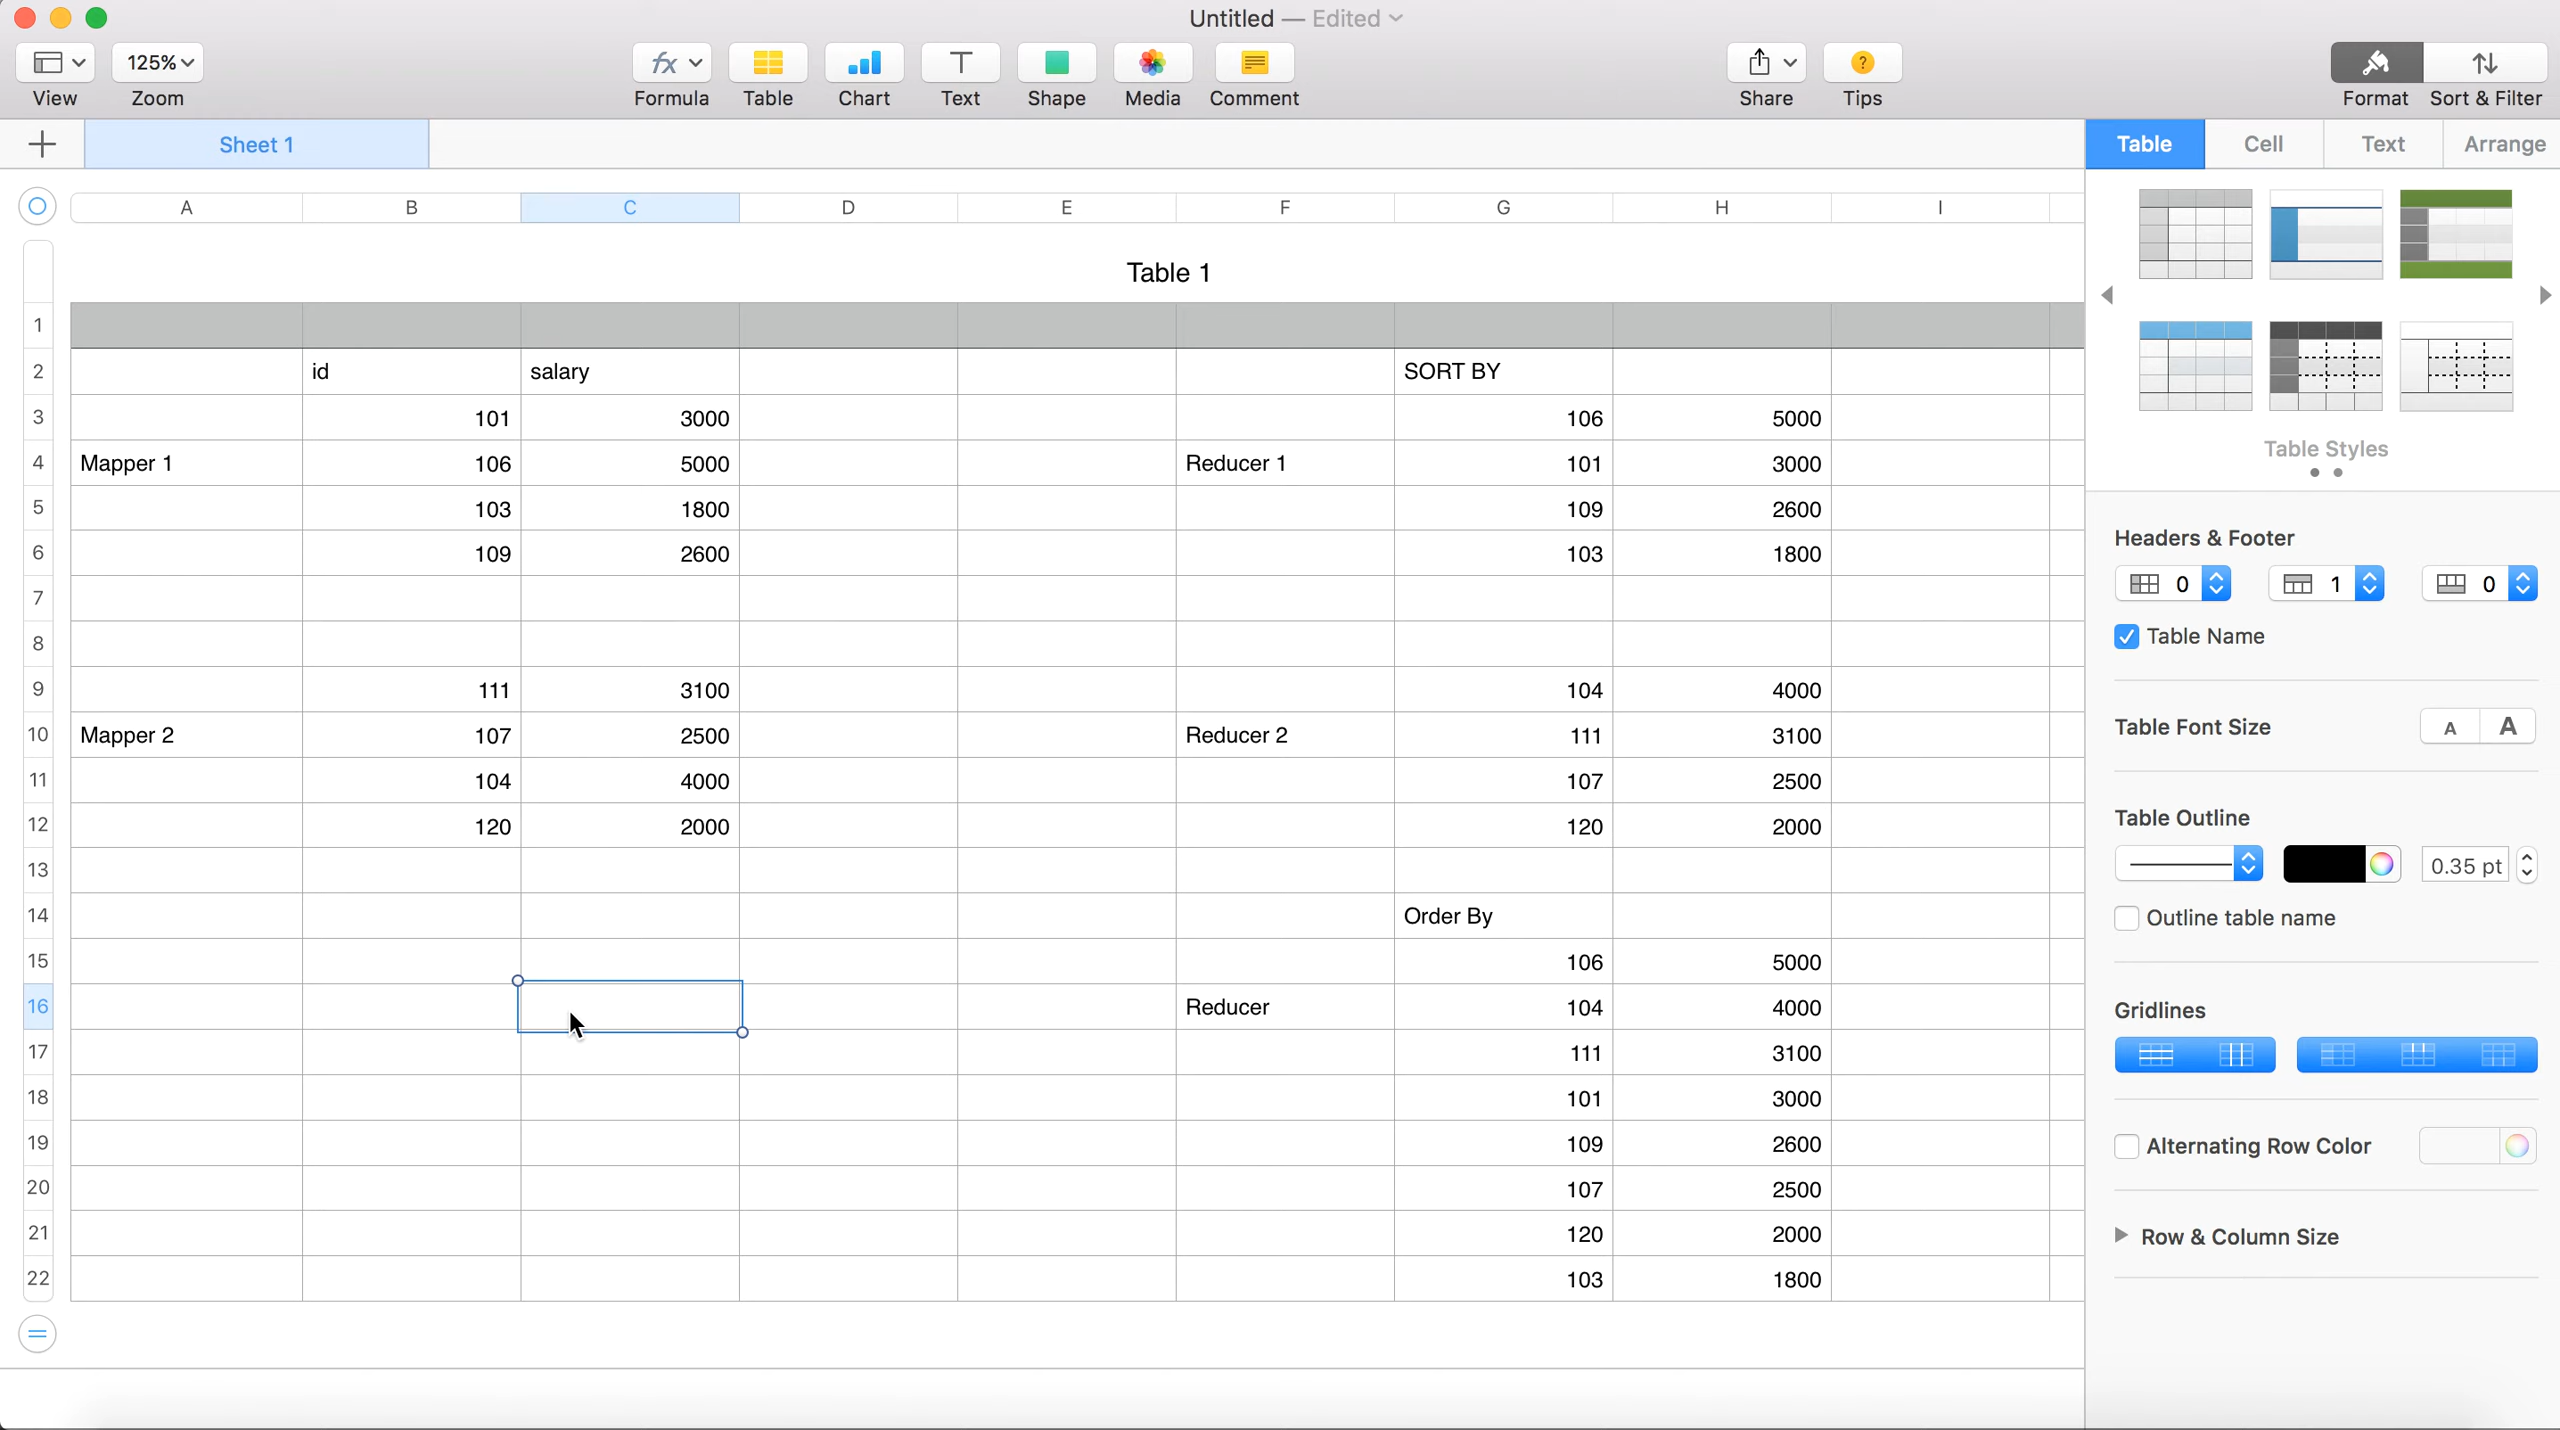 Untitled — Edited
125%
View Zoom
Formula Table Chart Text Shape Media Comment
Share Tips
Format Sort & Filter
Sheet 1
Table Cell Text Arrange
A B C D E F G H I
Table 1
1
2 id salary SORT BY
3 101 3000 106 5000
4 Mapper 1 106 5000 Reducer 1 101 3000
5 103 1800 109 2600
6 109 2600 103 1800
7
8
9 111 3100 104 4000
10 Mapper 2 107 2500 Reducer 2 111 3100
11 104 4000 107 2500
12 120 2000 120 2000
13
14 Order By
15 106 5000
16 Reducer 104 4000
17 111 3100
18 101 3000
19 109 2600
20 107 2500
21 120 2000
22 103 1800
Table Styles
Headers & Footer
0 1 0
Table Name
Table Font Size A A
Table Outline
0.35 pt
Outline table name
Gridlines
Alternating Row Color
Row & Column Size